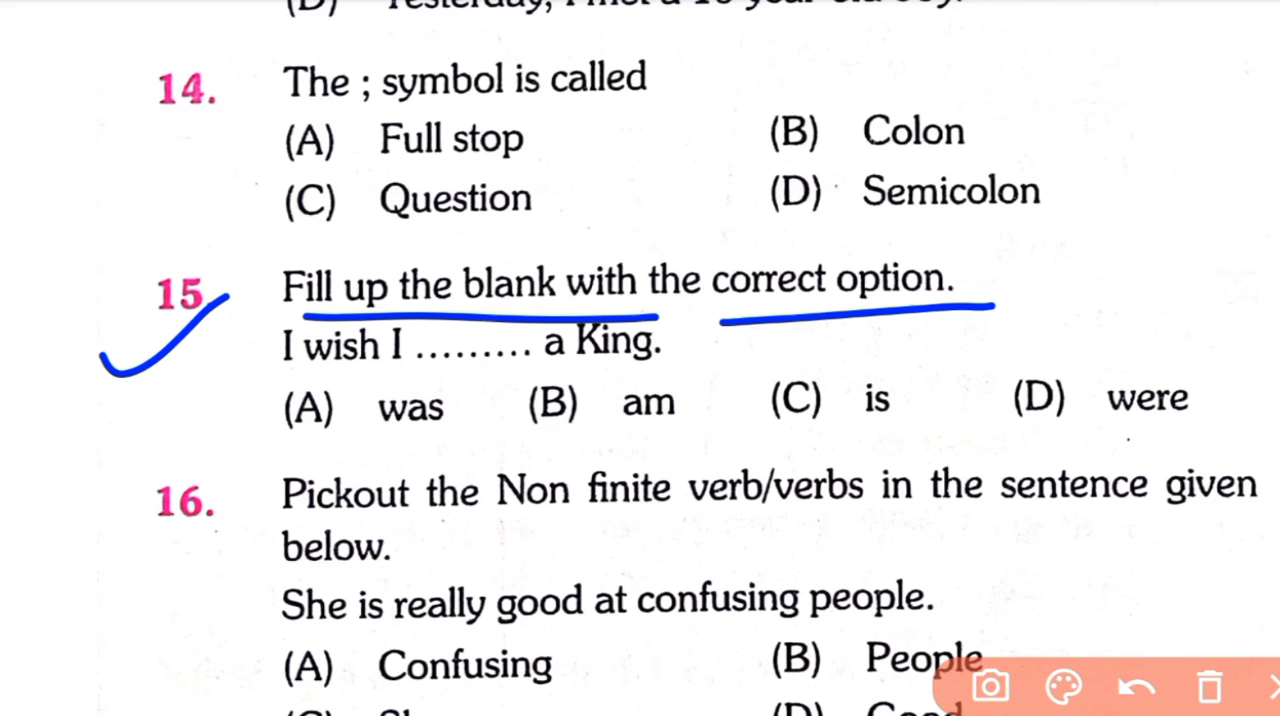 14. The ; symbol is called
(A) Full stop (B) Colon
(C) Question (D) Semicolon
15. Fill up the blank with the correct option.
I wish I ......... a King.
(A) was (B) am (C) is (D) were
16. Pickout the Non finite verb/verbs in the sentence given
below.
She is really good at confusing people.
(A) Confusing (B) People